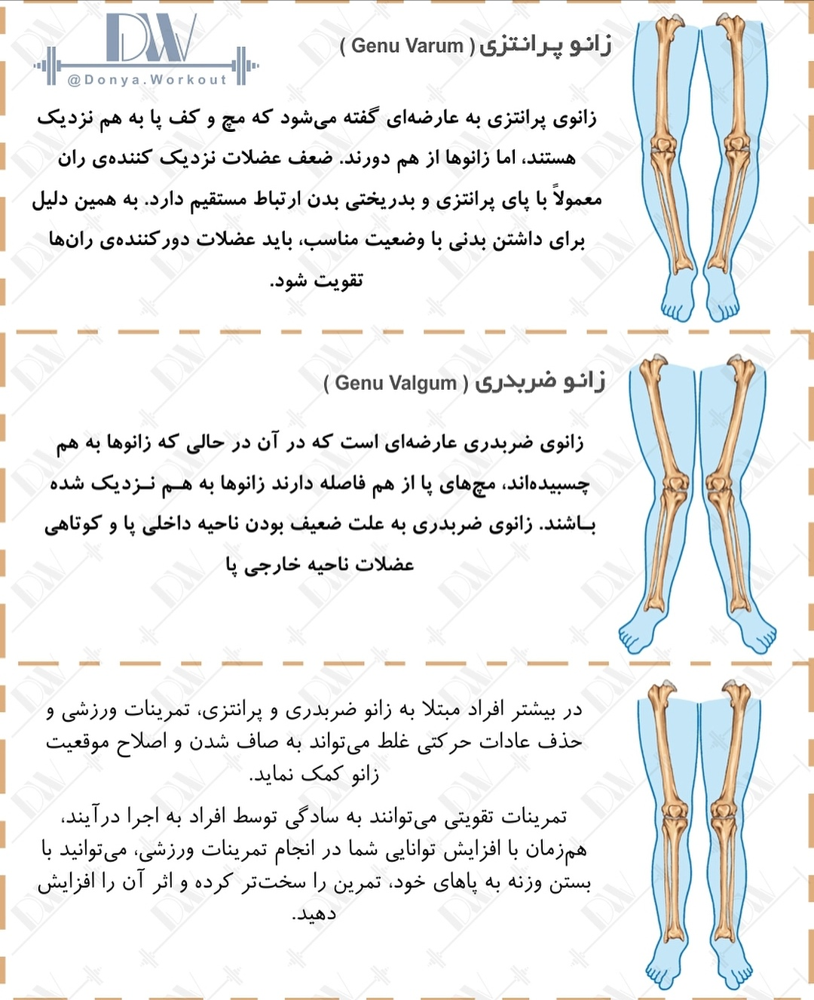 DW
@Donya.Workout
زانو پرانتزی ( Genu Varum )
زانوی پرانتزی به عارضه‌ای گفته می‌شود که مچ و کف پا به هم نزدیک
هستند، اما زانوها از هم دورند. ضعف عضلات نزدیک کننده‌ی ران
معمولاً با پای پرانتزی و بدریختی بدن ارتباط مستقیم دارد. به همین دلیل
برای داشتن بدنی با وضعیت مناسب، باید عضلات دورکننده‌ی ران‌ها
تقویت شود.
زانو ضربدری ( Genu Valgum )
زانوی ضربدری عارضه‌ای است که در آن در حالی که زانوها به هم
چسبیده‌اند، مچ‌های پا از هم فاصله دارند زانوها به هـم نـزدیک شده
بـاشند. زانوی ضربدری به علت ضعیف بودن ناحیه داخلی پا و کوتاهی
عضلات ناحیه خارجی پا
در بیشتر افراد مبتلا به زانو ضربدری و پرانتزی، تمرینات ورزشی و
حذف عادات حرکتی غلط می‌تواند به صاف شدن و اصلاح موقعیت
زانو کمک نماید.
تمرینات تقویتی می‌توانند به سادگی توسط افراد به اجرا درآیند،
هم‌زمان با افزایش توانایی شما در انجام تمرینات ورزشی، می‌توانید با
بستن وزنه به پاهای خود، تمرین را سخت‌تر کرده و اثر آن را افزایش
دهید.